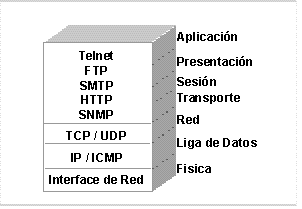 Aplicación
Telnet
Presentación
FTP
Sesión
SMTP
Transporte
HTTP
SNMP
Red
TCP / UDP
Liga de Datos
IP / ICMP
Fisica
Interface de Red